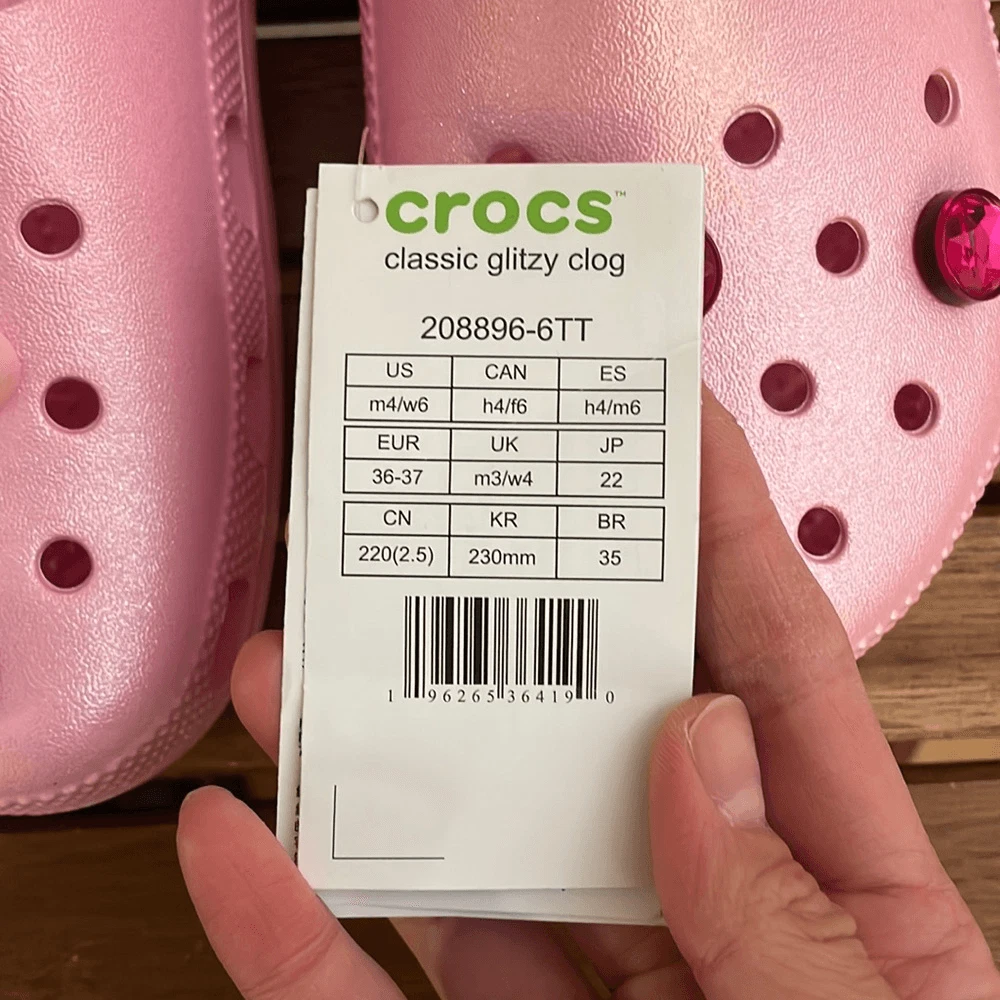 crocs™
classic glitzy clog
208896-6TT
US CAN ES
m4/w6 h4/f6 h4/m6
EUR UK JP
36-37 m3/w4 22
CN KR BR
220(2.5) 230mm 35
1 96265 36419 0